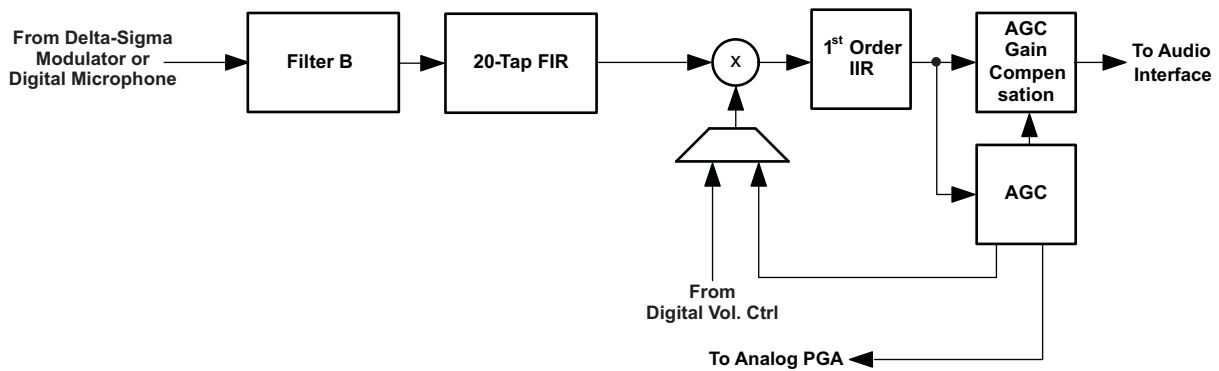 From Delta-Sigma
Modulator or
Digital Microphone
Filter B
20-Tap FIR
x
1st Order
IIR
AGC
Gain
Compen
sation
To Audio
Interface
AGC
From
Digital Vol. Ctrl
To Analog PGA